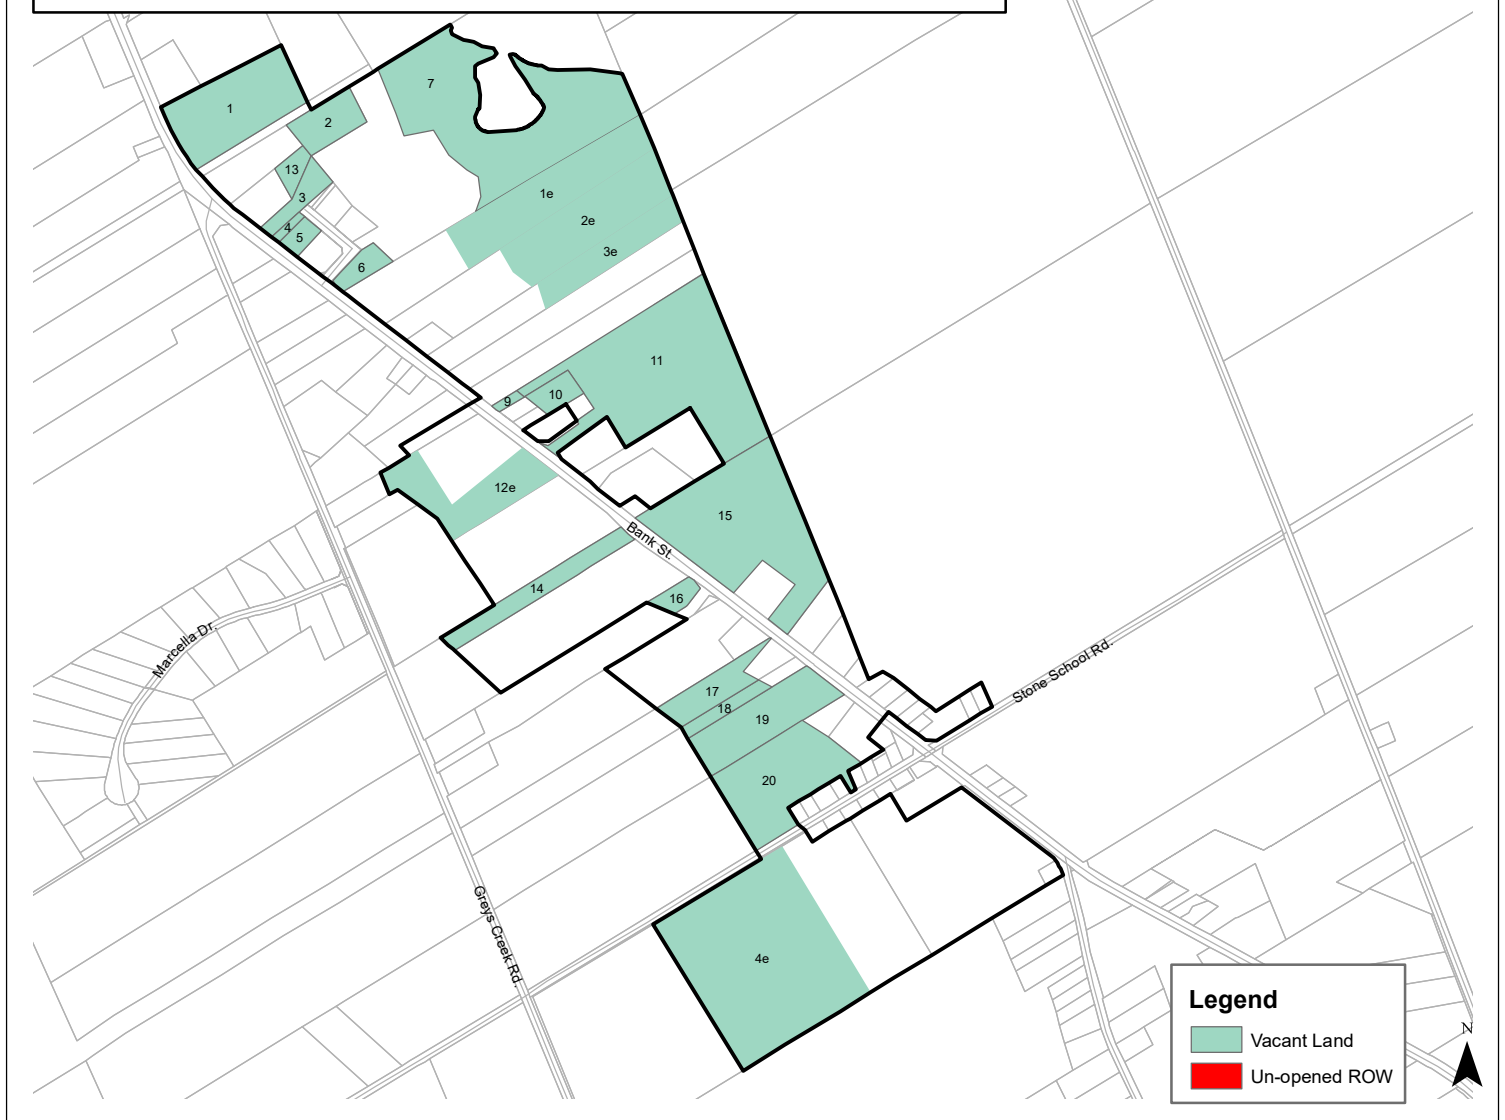 7
1
2
13
3
4
5
6
1e
2e
3e
11
9
10
12e
15
Bank St.
14
16
Marcella Dr.
17
18
19
20
Stone School Rd.
Greys Creek Rd.
4e
Legend
Vacant Land
Un-opened ROW
N